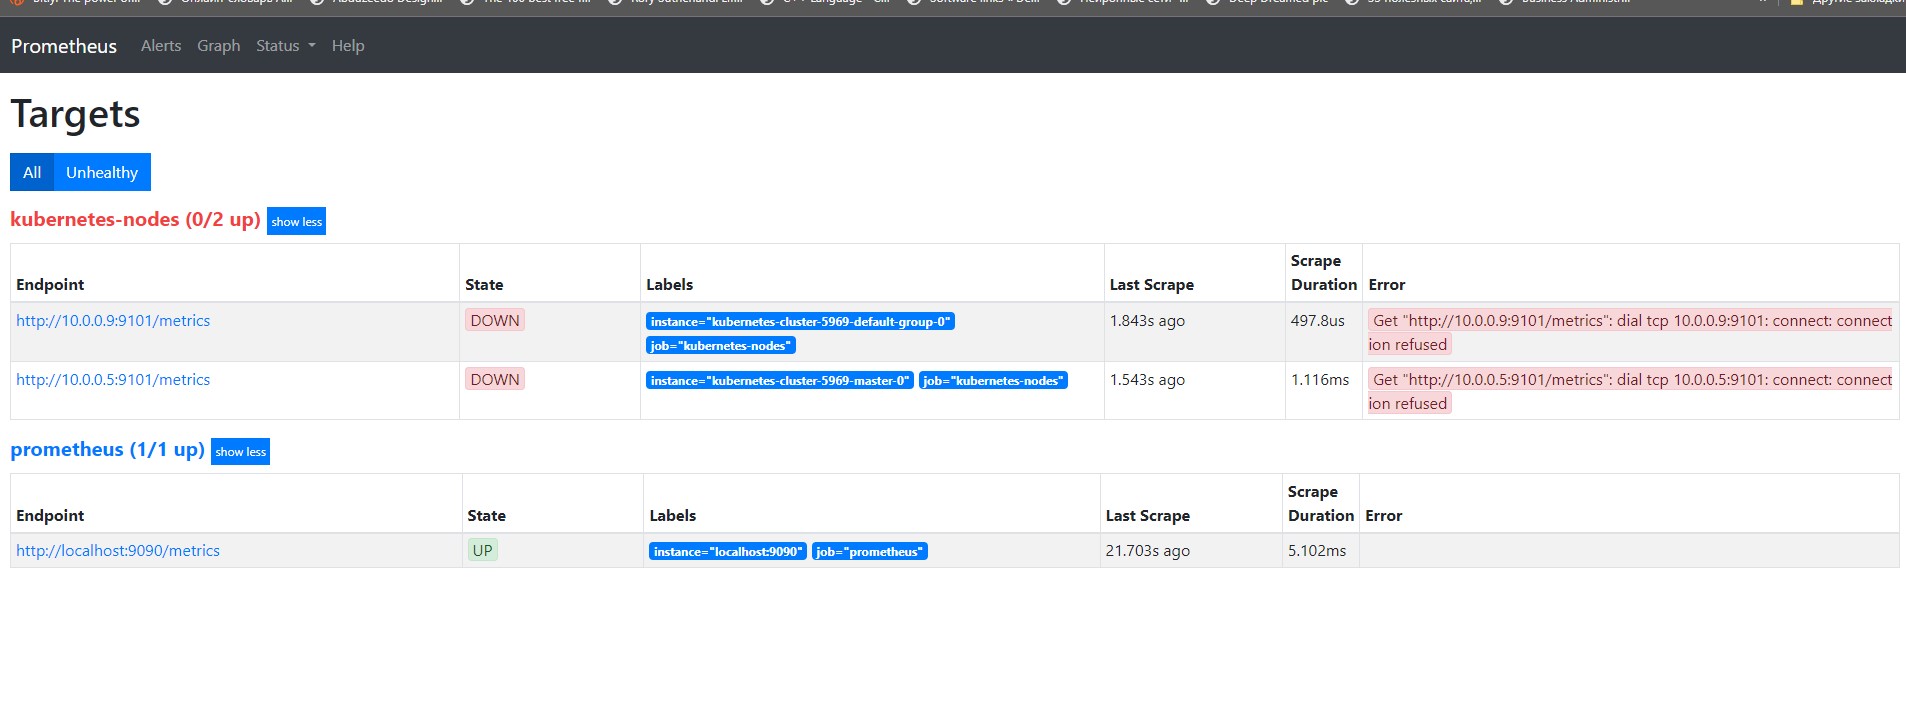 Prometheus Alerts Graph Status Help
Targets
All Unhealthy
kubernetes-nodes (0/2 up) show less
Endpoint State Labels Last Scrape Scrape Duration Error
http://10.0.0.9:9101/metrics DOWN instance="kubernetes-cluster-5969-default-group-0" 1.843s ago 497.8us Get "http://10.0.0.9:9101/metrics": dial tcp 10.0.0.9:9101: connect: connect
job="kubernetes-nodes" ion refused
http://10.0.0.5:9101/metrics DOWN instance="kubernetes-cluster-5969-master-0" job="kubernetes-nodes" 1.543s ago 1.116ms Get "http://10.0.0.5:9101/metrics": dial tcp 10.0.0.5:9101: connect: connect
ion refused
prometheus (1/1 up) show less
Endpoint State Labels Last Scrape Scrape Duration Error
http://localhost:9090/metrics UP instance="localhost:9090" job="prometheus" 21.703s ago 5.102ms